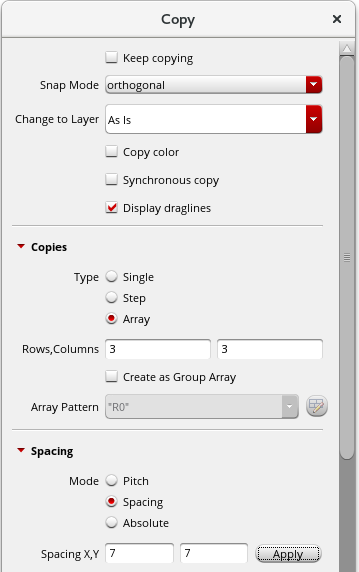 Copy
Keep copying
Snap Mode orthogonal
Change to Layer As Is
Copy color
Synchronous copy
Display draglines
Copies
Type Single
Step
Array
Rows,Columns 3 3
Create as Group Array
Array Pattern "R0"
Spacing
Mode Pitch
Spacing
Absolute
Spacing X,Y 7 7 Apply